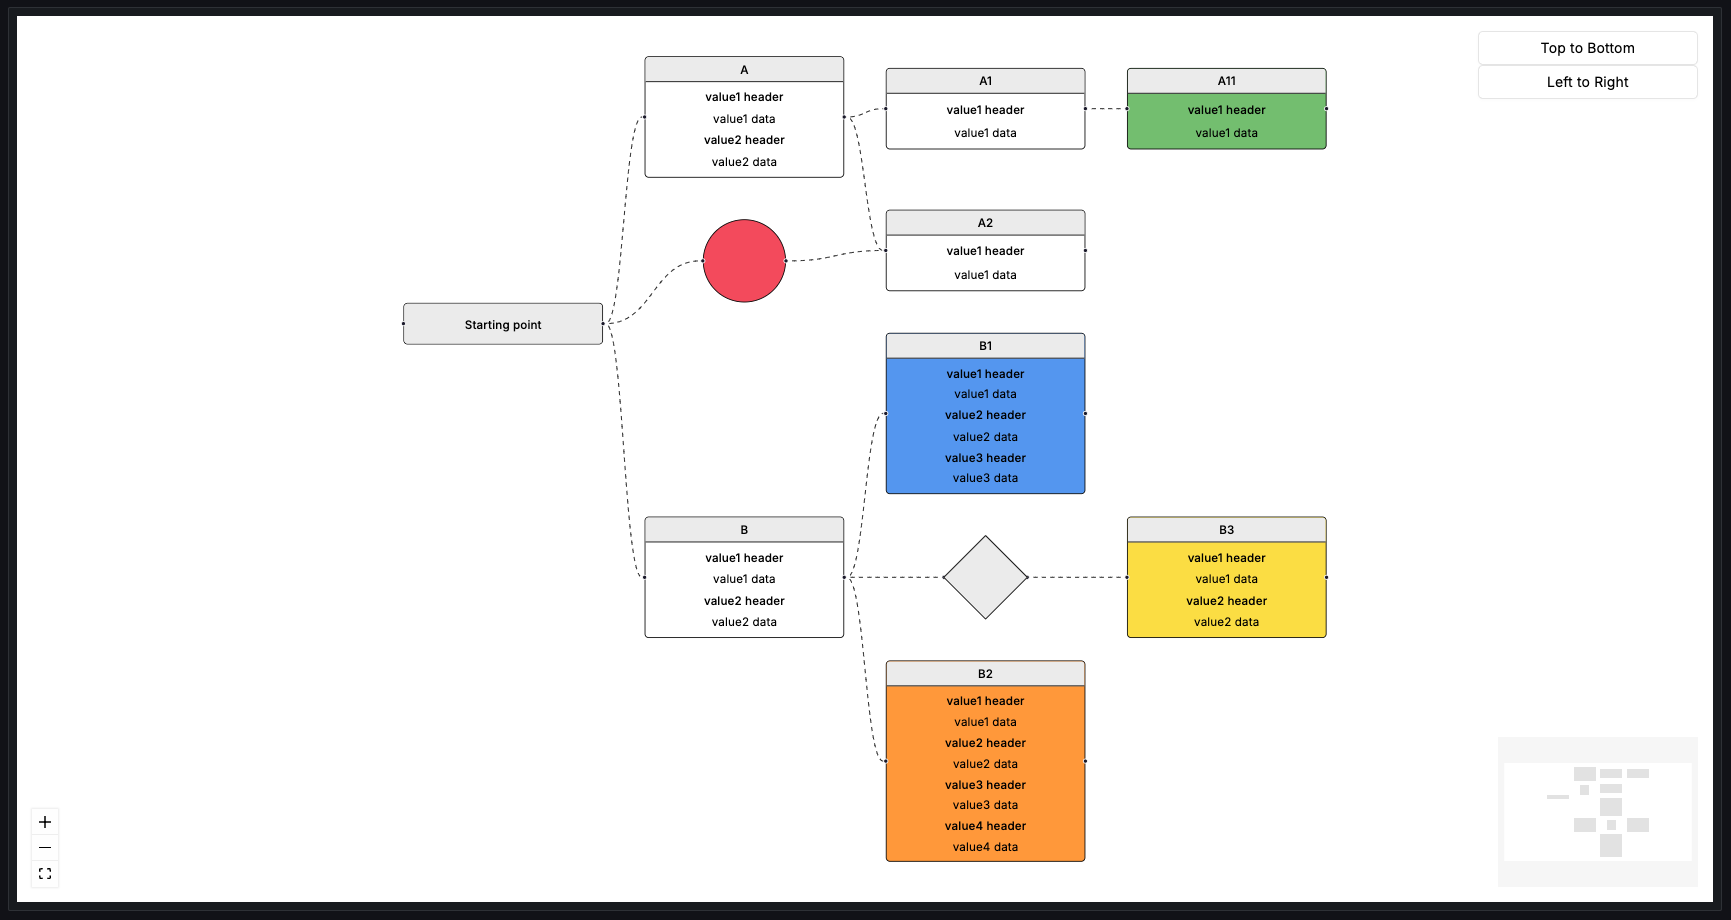 Top to Bottom
Left to Right
Starting point
A
value1 header
value1 data
value2 header
value2 data
B
value1 header
value1 data
value2 header
value2 data
A1
value1 header
value1 data
A2
value1 header
value1 data
B1
value1 header
value1 data
value2 header
value2 data
value3 header
value3 data
B2
value1 header
value1 data
value2 header
value2 data
value3 header
value3 data
value4 header
value4 data
A11
value1 header
value1 data
B3
value1 header
value1 data
value2 header
value2 data